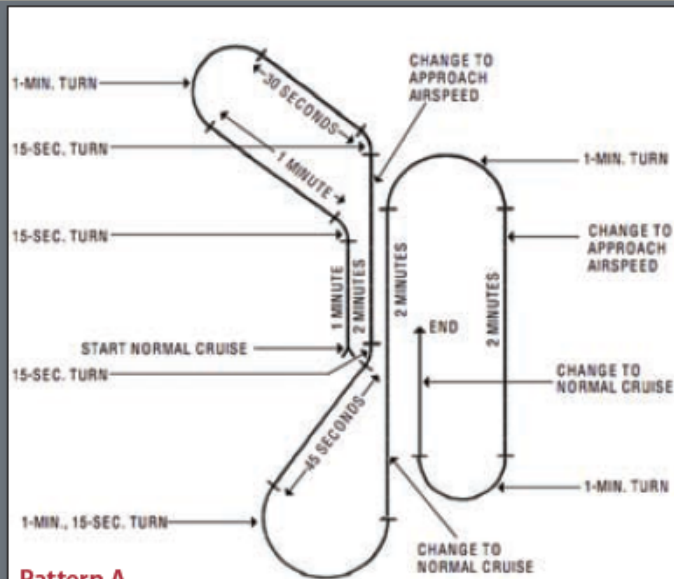 CHANGE TO
APPROACH
AIRSPEED
1-MIN. TURN
30 SECONDS
15-SEC. TURN
1 MINUTE
1-MIN. TURN
15-SEC. TURN
CHANGE TO
APPROACH
AIRSPEED
1 MINUTE
2 MINUTES
2 MINUTES
2 MINUTES
END
START NORMAL CRUISE
15-SEC. TURN
CHANGE TO
NORMAL CRUISE
45 SECONDS
1-MIN. TURN
1-MIN., 15-SEC. TURN
CHANGE TO
NORMAL CRUISE
Pattern A